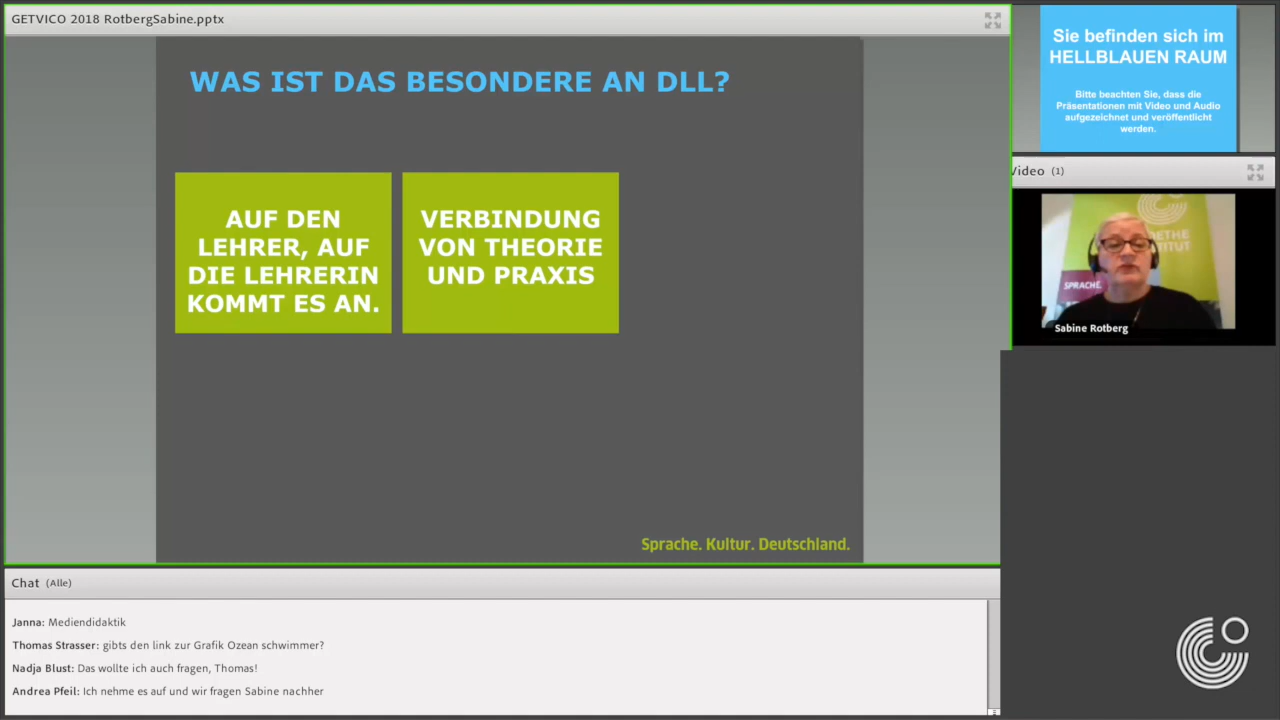 GETVICO 2018 RotbergSabine.pptx
WAS IST DAS BESONDERE AN DLL?
AUF DEN
LEHRER, AUF
DIE LEHRERIN
KOMMT ES AN.
VERBINDUNG
VON THEORIE
UND PRAXIS
Sprache. Kultur. Deutschland.
Sie befinden sich im
HELLBLAUEN RAUM
Bitte beachten Sie, dass die
Präsentationen mit Video und Audio
aufgezeichnet und veröffentlicht
werden.
Video (1)
SPRACHE.
Sabine Rotberg
Chat (Alle)
Janna: Mediendidaktik
Thomas Strasser: gibts den link zur Grafik Ozean schwimmer?
Nadja Blust: Das wollte ich auch fragen, Thomas!
Andrea Pfeil: Ich nehme es auf und wir fragen Sabine nachher